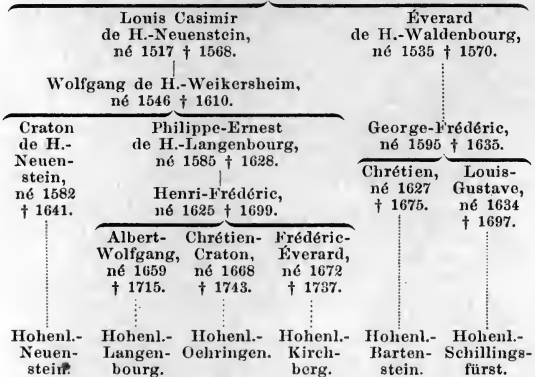 Louis Casimir
de H.-Neuenstein,
né 1517 † 1568.
Éverard
de H.-Waldenbourg,
né 1535 † 1570.
Wolfgang de H.-Weikersheim,
né 1546 † 1610.
Craton
de H.-
Neuen-
stein,
né 1582
† 1641.
Philippe-Ernest
de H.-Langenbourg,
né 1585 † 1628.
George-Frédéric,
né 1595 † 1635.
Henri-Frédéric,
né 1625 † 1699.
Chrétien,
né 1627
† 1675.
Louis-
Gustave,
né 1634
† 1697.
Albert-
Wolfgang,
né 1659
† 1715.
Chrétien-
Craton,
né 1668
† 1743.
Frédéric-
Éverard,
né 1672
† 1737.
Hohenl.-
Neuen-
stein.
Hohenl.-
Langen-
bourg.
Hohenl.-
Oehringen.
Hohenl.-
Kirch-
berg.
Hohenl.-
Barten-
stein.
Hohenl.-
Schillings-
fürst.